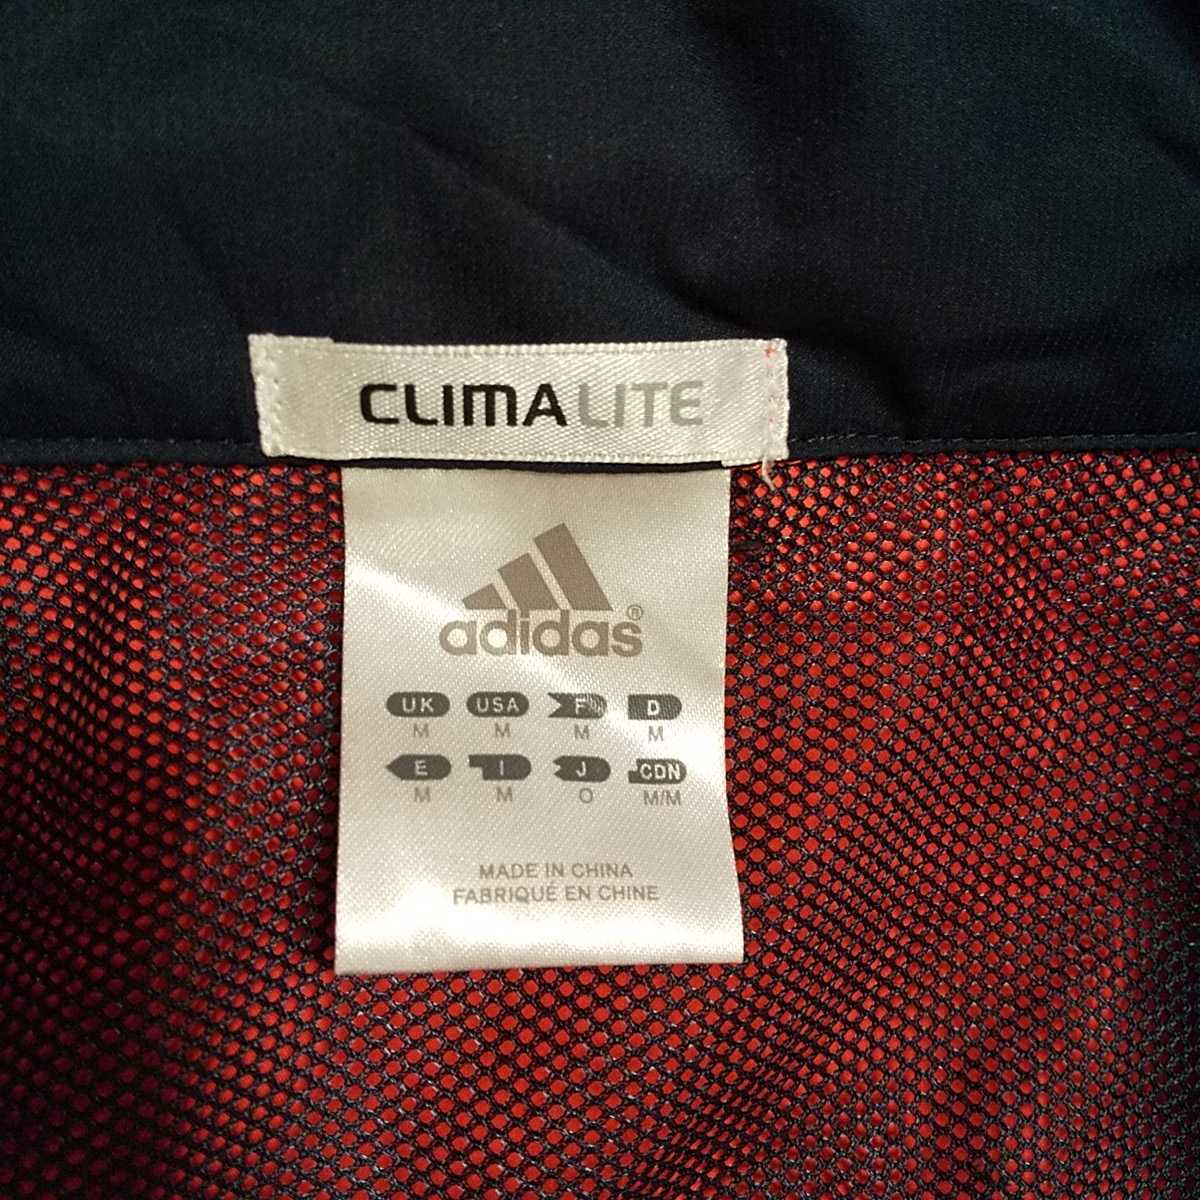 CLIMALITE
adidas®
UK USA F D
M M M M
E I J CDN
M M O M/M
MADE IN CHINA
FABRIQUÉ EN CHINE